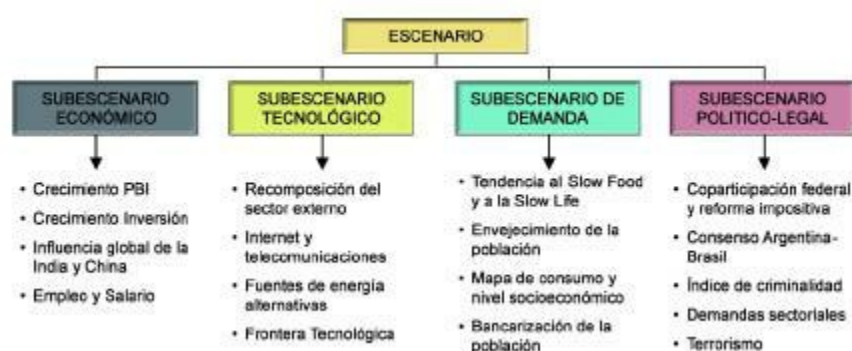 ESCENARIO
SUBESCENARIO
ECONÓMICO
• Crecimiento PBI
• Crecimiento Inversión
• Influencia global de la
India y China
• Empleo y Salario
SUBESCENARIO
TECNOLÓGICO
• Recomposición del
sector externo
• Internet y
telecomunicaciones
• Fuentes de energía
alternativas
• Frontera Tecnológica
SUBESCENARIO DE
DEMANDA
• Tendencia al Slow Food
y a la Slow Life
• Envejecimiento de la
población
• Mapa de consumo y
nivel socioeconómico
• Bancarización de la
población
SUBESCENARIO
POLITICO-LEGAL
• Coparticipación federal
y reforma impositiva
• Consenso Argentina-
Brasil
• Índice de criminalidad
• Demandas sectoriales
• Terrorismo